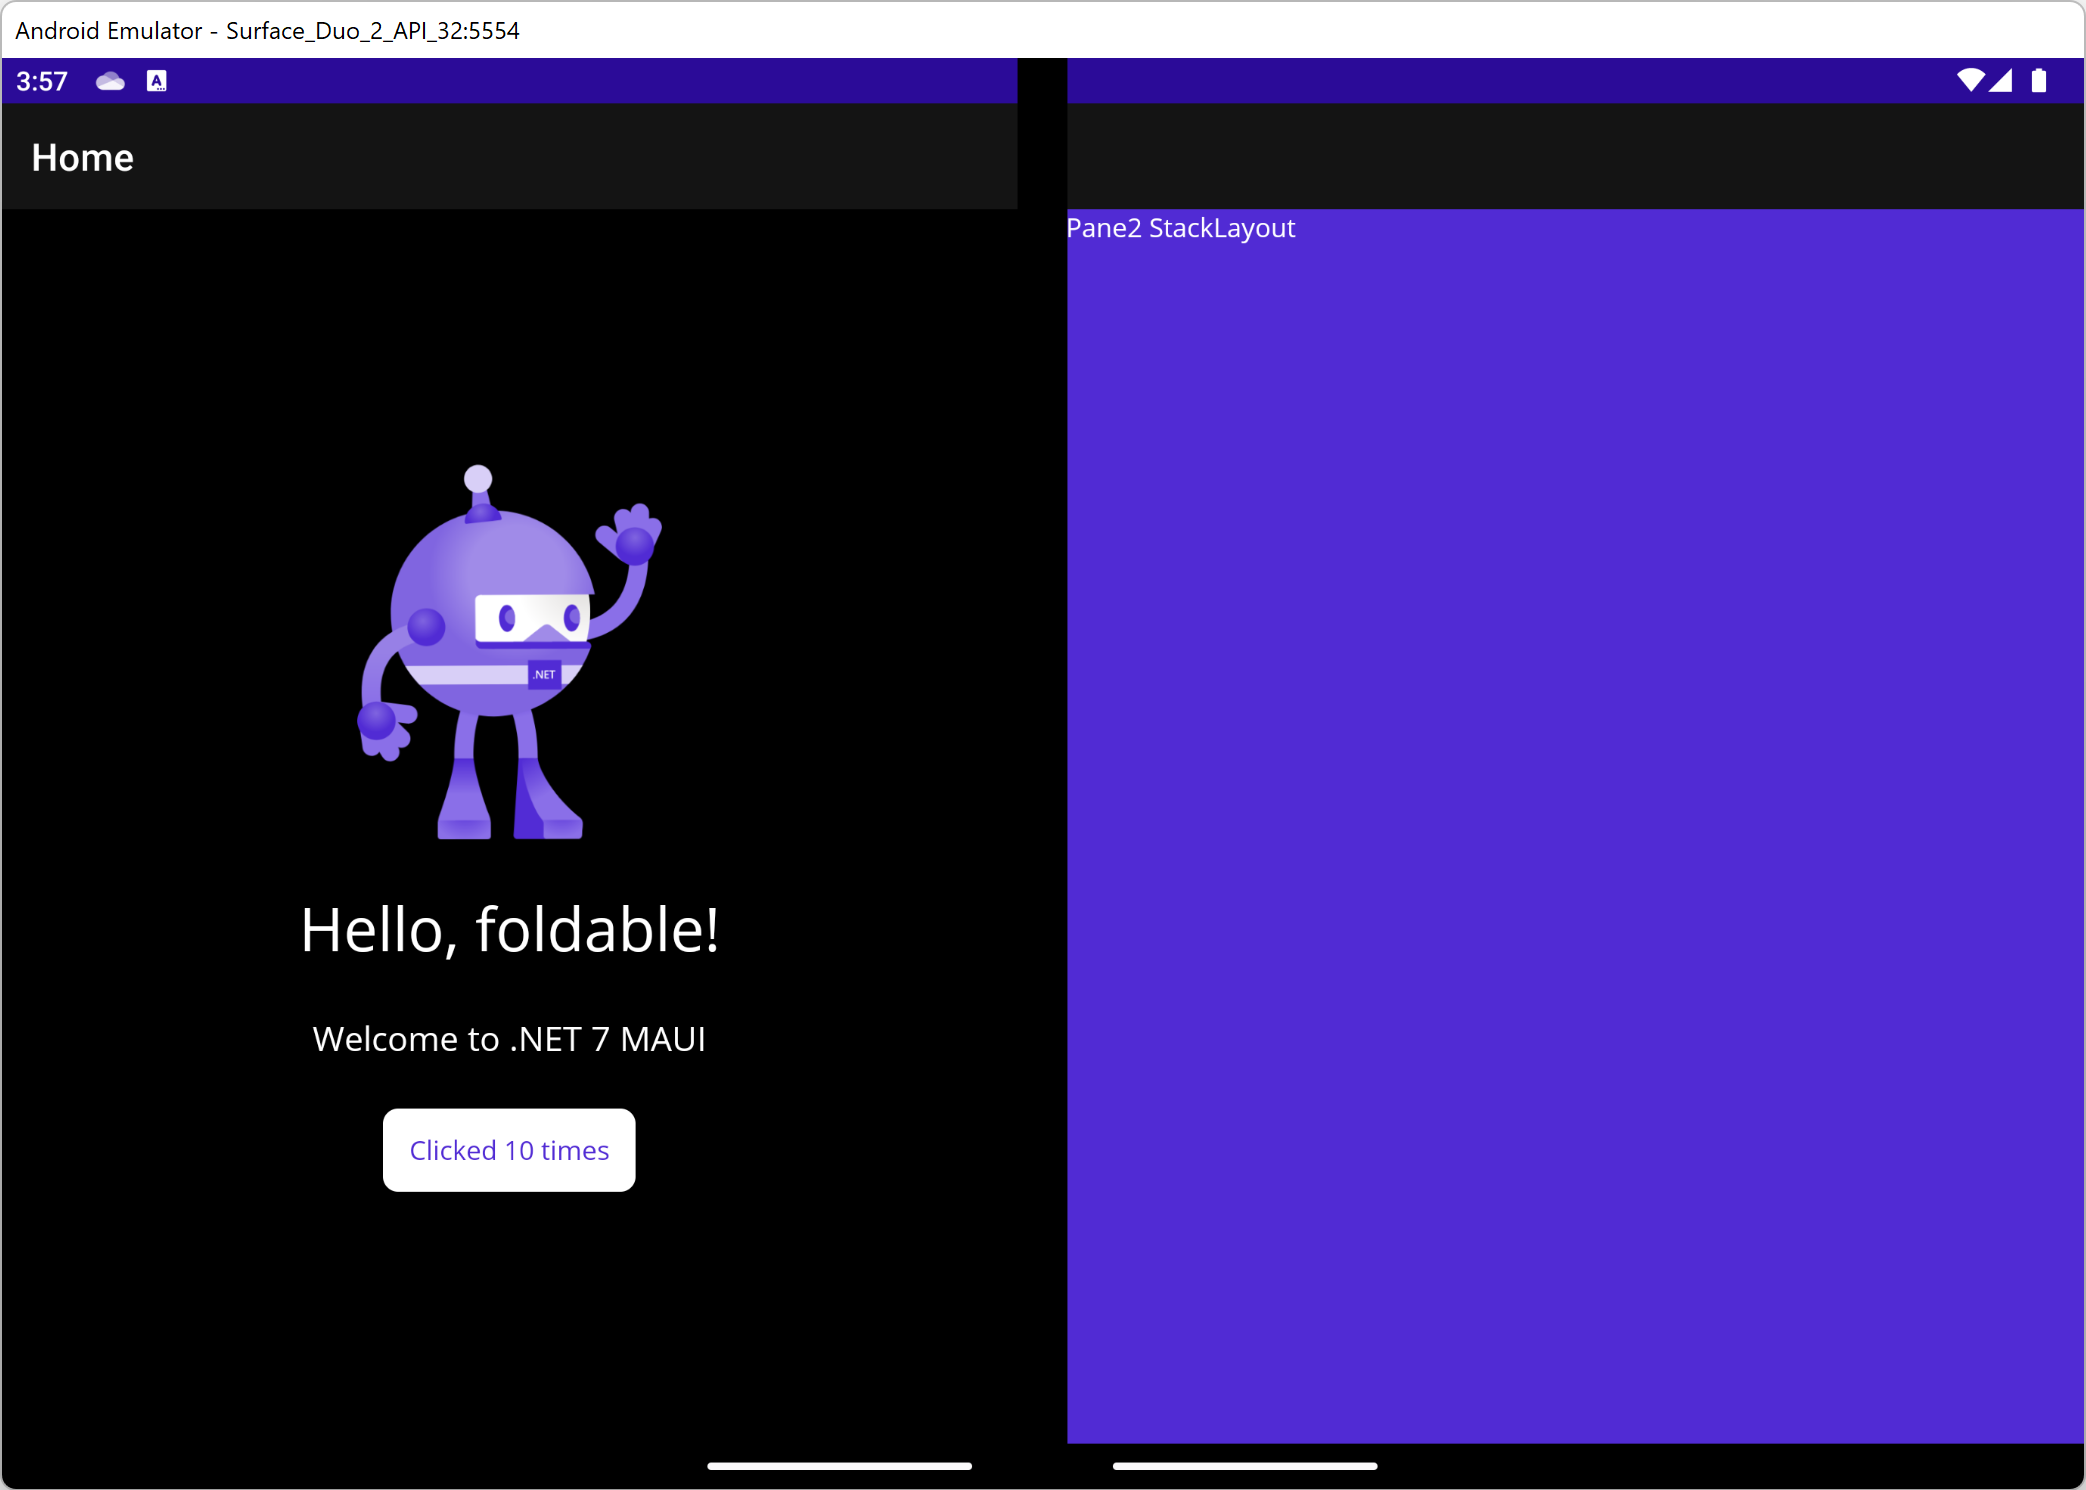 Android Emulator - Surface_Duo_2_API_32:5554
3:57
A
Home
Pane2 StackLayout
.NET
Hello, foldable!
Welcome to .NET 7 MAUI
Clicked 10 times